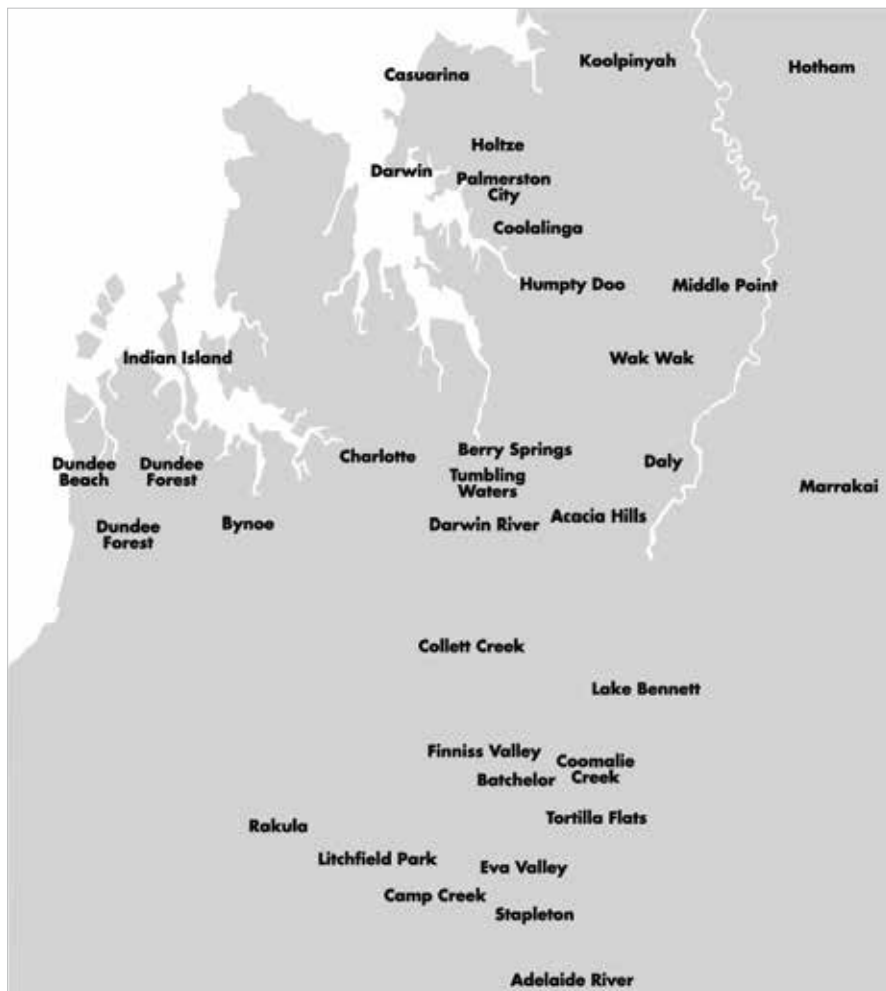 Koolpinyah
Hotham
Casuarina
Holtze
Darwin
Palmerston
City
Coolalinga
Humpty Doo
Middle Point
Indian Island
Wak Wak
Berry Springs
Charlotte
Daly
Dundee
Beach
Dundee
Forest
Tumbling
Waters
Marrakai
Acacia Hills
Dundee
Forest
Bynoe
Darwin River
Collett Creek
Lake Bennett
Finniss Valley
Coomalie
Creek
Batchelor
Tortilla Flats
Rakula
Litchfield Park
Eva Valley
Camp Creek
Stapleton
Adelaide River